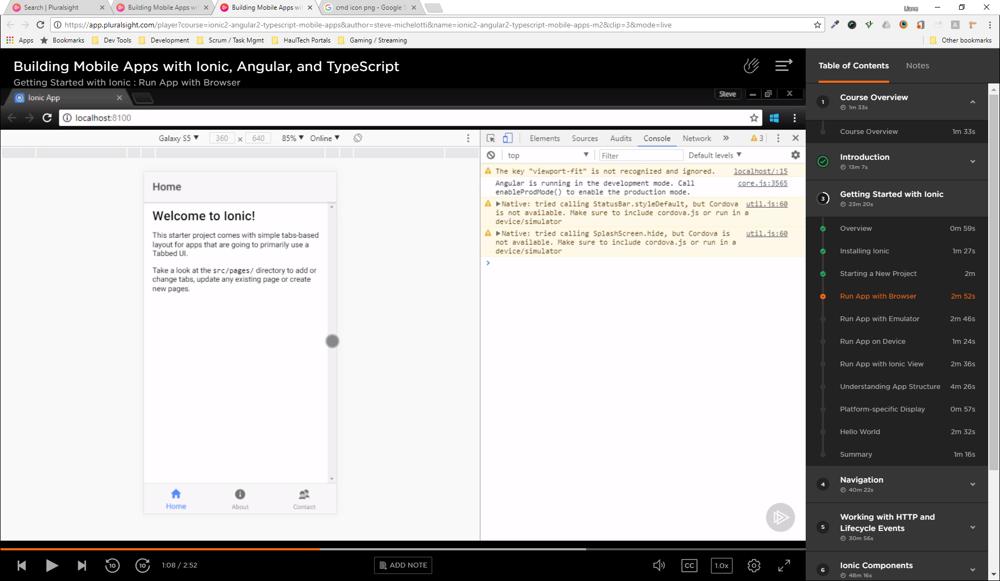 Search | Pluralsight
Building Mobile Apps wit
Building Mobile Apps wit
cmd icon png - Google S
Liane
https://app.pluralsight.com/player?course=ionic2-angular2-typescript-mobile-apps&author=steve-michelotti&name=ionic2-angular2-typescript-mobile-apps-m2&clip=3&mode=live
Apps
Bookmarks
Dev Tools
Development
Scrum / Task Mgmt
HaulTech Portals
Gaming / Streaming
Other bookmarks
Building Mobile Apps with Ionic, Angular, and TypeScript
Getting Started with Ionic : Run App with Browser
Ionic App
Steve
localhost:8100
Galaxy S5 ▼
360 x 640
85% ▼
Online ▼
Elements
Sources
Audits
Console
Network
»
3
top ▼
Filter
Default levels ▼
The key "viewport-fit" is not recognized and ignored. localhost/:15
Angular is running in the development mode. Call core.js:3565
enableProdMode() to enable the production mode.
▶Native: tried calling StatusBar.styleDefault, but Cordova util.js:60
is not available. Make sure to include cordova.js or run in a
device/simulator
▶Native: tried calling SplashScreen.hide, but Cordova is util.js:60
not available. Make sure to include cordova.js or run in a
device/simulator
Home
Welcome to Ionic!
This starter project comes with simple tabs-based
layout for apps that are going to primarily use a
Tabbed UI.
Take a look at the src/pages/ directory to add or
change tabs, update any existing page or create
new pages.
Home
About
Contact
10
10
1:08 / 2:52
ADD NOTE
CC
1.0x
Table of Contents
Notes
1
Course Overview
1m 33s
Course Overview 1m 33s
Introduction
13m 7s
3
Getting Started with Ionic
23m 20s
Overview 0m 59s
Installing Ionic 1m 27s
Starting a New Project 2m
Run App with Browser 2m 52s
Run App with Emulator 2m 46s
Run App on Device 1m 24s
Run App with Ionic View 2m 36s
Understanding App Structure 4m 26s
Platform-specific Display 0m 57s
Hello World 2m 32s
Summary 1m 16s
4
Navigation
40m 22s
5
Working with HTTP and
Lifecycle Events
30m 56s
6
Ionic Components
48m 16s